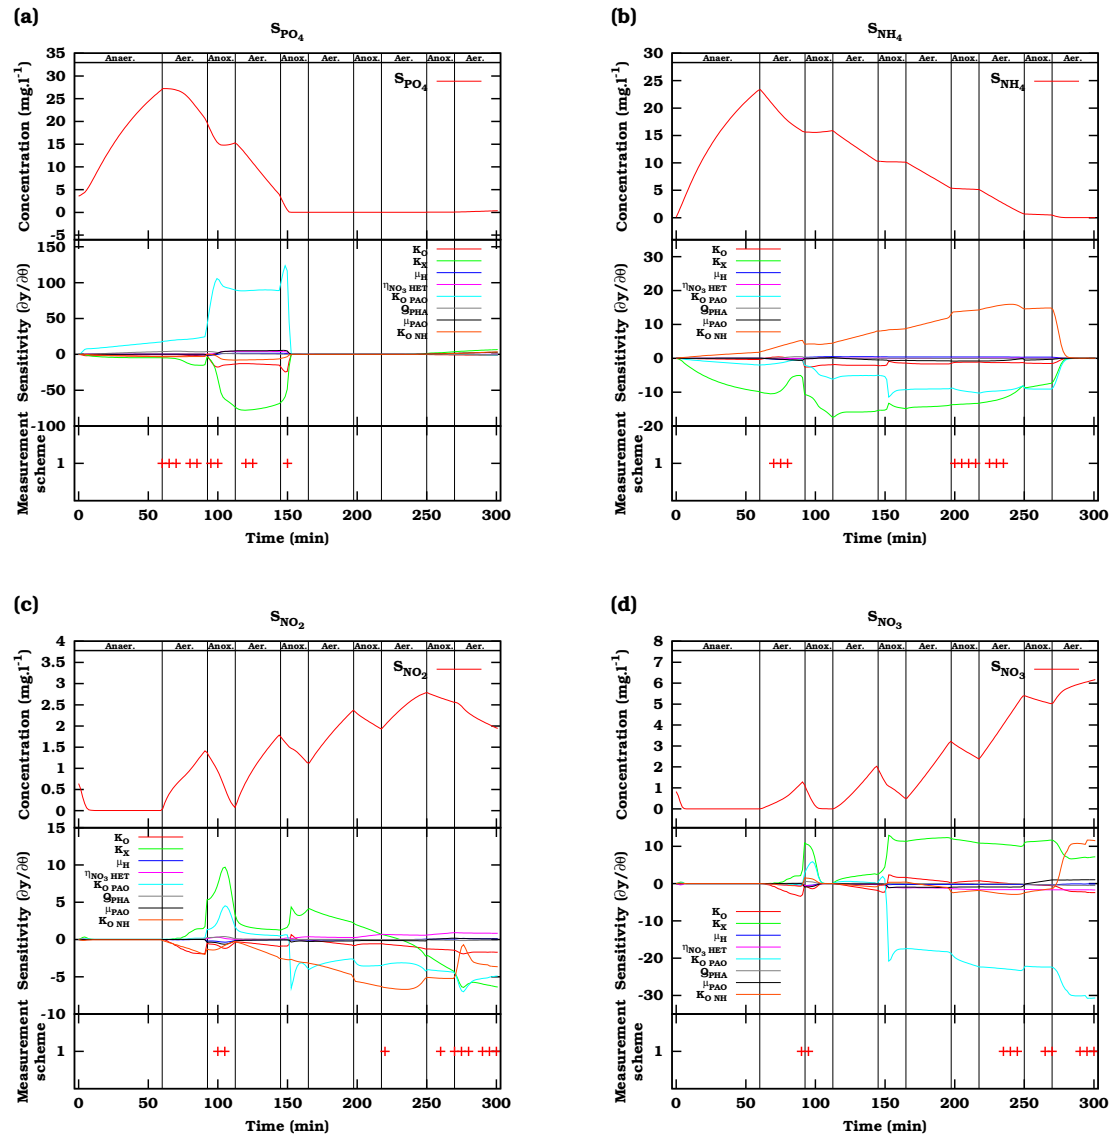 (a)
S_PO4
Anaer. Aer. Anox. Aer. Anox. Aer. Anox. Aer. Anox. Aer.
Concentration (mg.l^-1)
35
30
25
20
15
10
5
0
-5
S_PO4
Sensitivity (∂y/∂θ)
150
100
50
0
-50
-100
K_O
K_X
μ_H
η_NO3 HET
K_O PAO
Q_PHA
μ_PAO
K_O NH
Measurement
scheme
1
0 50 100 150 200 250 300
Time (min)
(b)
S_NH4
Anaer. Aer. Anox. Aer. Anox. Aer. Anox. Aer. Anox. Aer.
Concentration (mg.l^-1)
30
25
20
15
10
5
0
S_NH4
Sensitivity (∂y/∂θ)
30
20
10
0
-10
-20
K_O
K_X
μ_H
η_NO3 HET
K_O PAO
Q_PHA
μ_PAO
K_O NH
Measurement
scheme
1
0 50 100 150 200 250 300
Time (min)
(c)
S_NO2
Anaer. Aer. Anox. Aer. Anox. Aer. Anox. Aer. Anox. Aer.
Concentration (mg.l^-1)
4
3.5
3
2.5
2
1.5
1
0.5
0
S_NO2
Sensitivity (∂y/∂θ)
15
10
5
0
-5
-10
K_O
K_X
μ_H
η_NO3 HET
K_O PAO
Q_PHA
μ_PAO
K_O NH
Measurement
scheme
1
0 50 100 150 200 250 300
Time (min)
(d)
S_NO3
Anaer. Aer. Anox. Aer. Anox. Aer. Anox. Aer. Anox. Aer.
Concentration (mg.l^-1)
8
7
6
5
4
3
2
1
0
S_NO3
Sensitivity (∂y/∂θ)
10
0
-10
-20
-30
K_O
K_X
μ_H
η_NO3 HET
K_O PAO
Q_PHA
μ_PAO
K_O NH
Measurement
scheme
1
0 50 100 150 200 250 300
Time (min)